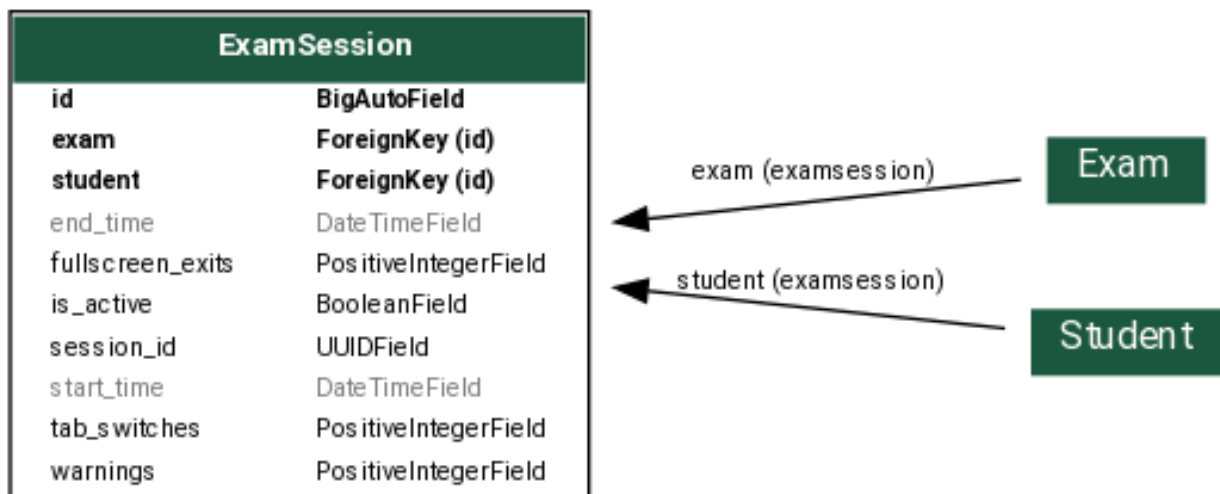 ExamSession
id BigAutoField
exam ForeignKey (id)
student ForeignKey (id)
end_time DateTimeField
fullscreen_exits PositiveIntegerField
is_active BooleanField
session_id UUIDField
start_time DateTimeField
tab_switches PositiveIntegerField
warnings PositiveIntegerField
exam (examsession)
Exam
student (examsession)
Student